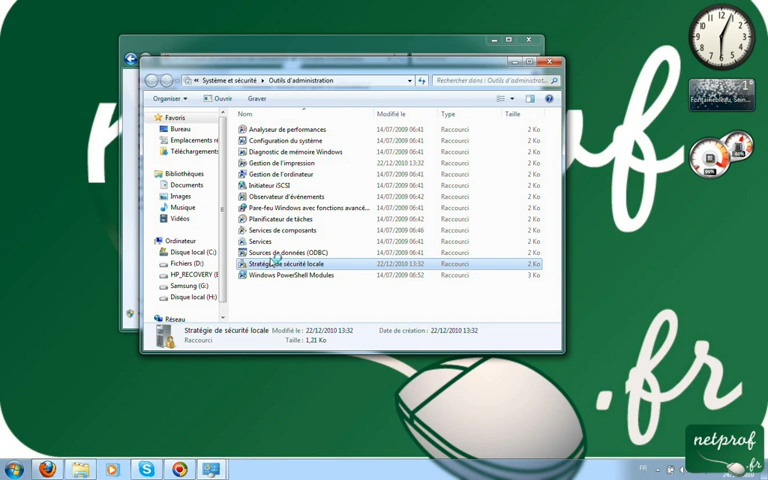 Système et sécurité
Outils d'administration
Rechercher dans : Outils d'administrat...
Organiser
Ouvrir
Graver
Nom
Modifié le
Type
Taille
Favoris
Bureau
Emplacements ré
Téléchargements
Bibliothèques
Documents
Images
Musique
Vidéos
Ordinateur
Disque local (C:)
Fichiers (D:)
HP_RECOVERY (E
Samsung (G:)
Disque local (H:)
Réseau
Analyseur de performances 14/07/2009 06:41 Raccourci 2 Ko
Configuration du système 14/07/2009 06:41 Raccourci 2 Ko
Diagnostic de mémoire Windows 14/07/2009 06:41 Raccourci 2 Ko
Gestion de l'impression 22/12/2010 13:32 Raccourci 2 Ko
Gestion de l'ordinateur 14/07/2009 06:41 Raccourci 2 Ko
Initiateur iSCSI 14/07/2009 06:41 Raccourci 2 Ko
Observateur d'événements 14/07/2009 06:42 Raccourci 2 Ko
Pare-feu Windows avec fonctions avancé... 14/07/2009 06:41 Raccourci 2 Ko
Planificateur de tâches 14/07/2009 06:42 Raccourci 2 Ko
Services de composants 14/07/2009 06:46 Raccourci 2 Ko
Services 14/07/2009 06:41 Raccourci 2 Ko
Sources de données (ODBC) 14/07/2009 06:41 Raccourci 2 Ko
Stratégie de sécurité locale 22/12/2010 13:32 Raccourci 2 Ko
Windows PowerShell Modules 14/07/2009 06:52 Raccourci 3 Ko
Stratégie de sécurité locale Modifié le : 22/12/2010 13:32 Date de création : 22/12/2010 13:32
Raccourci Taille : 1,21 Ko
.fr
netprof
.fr
FR